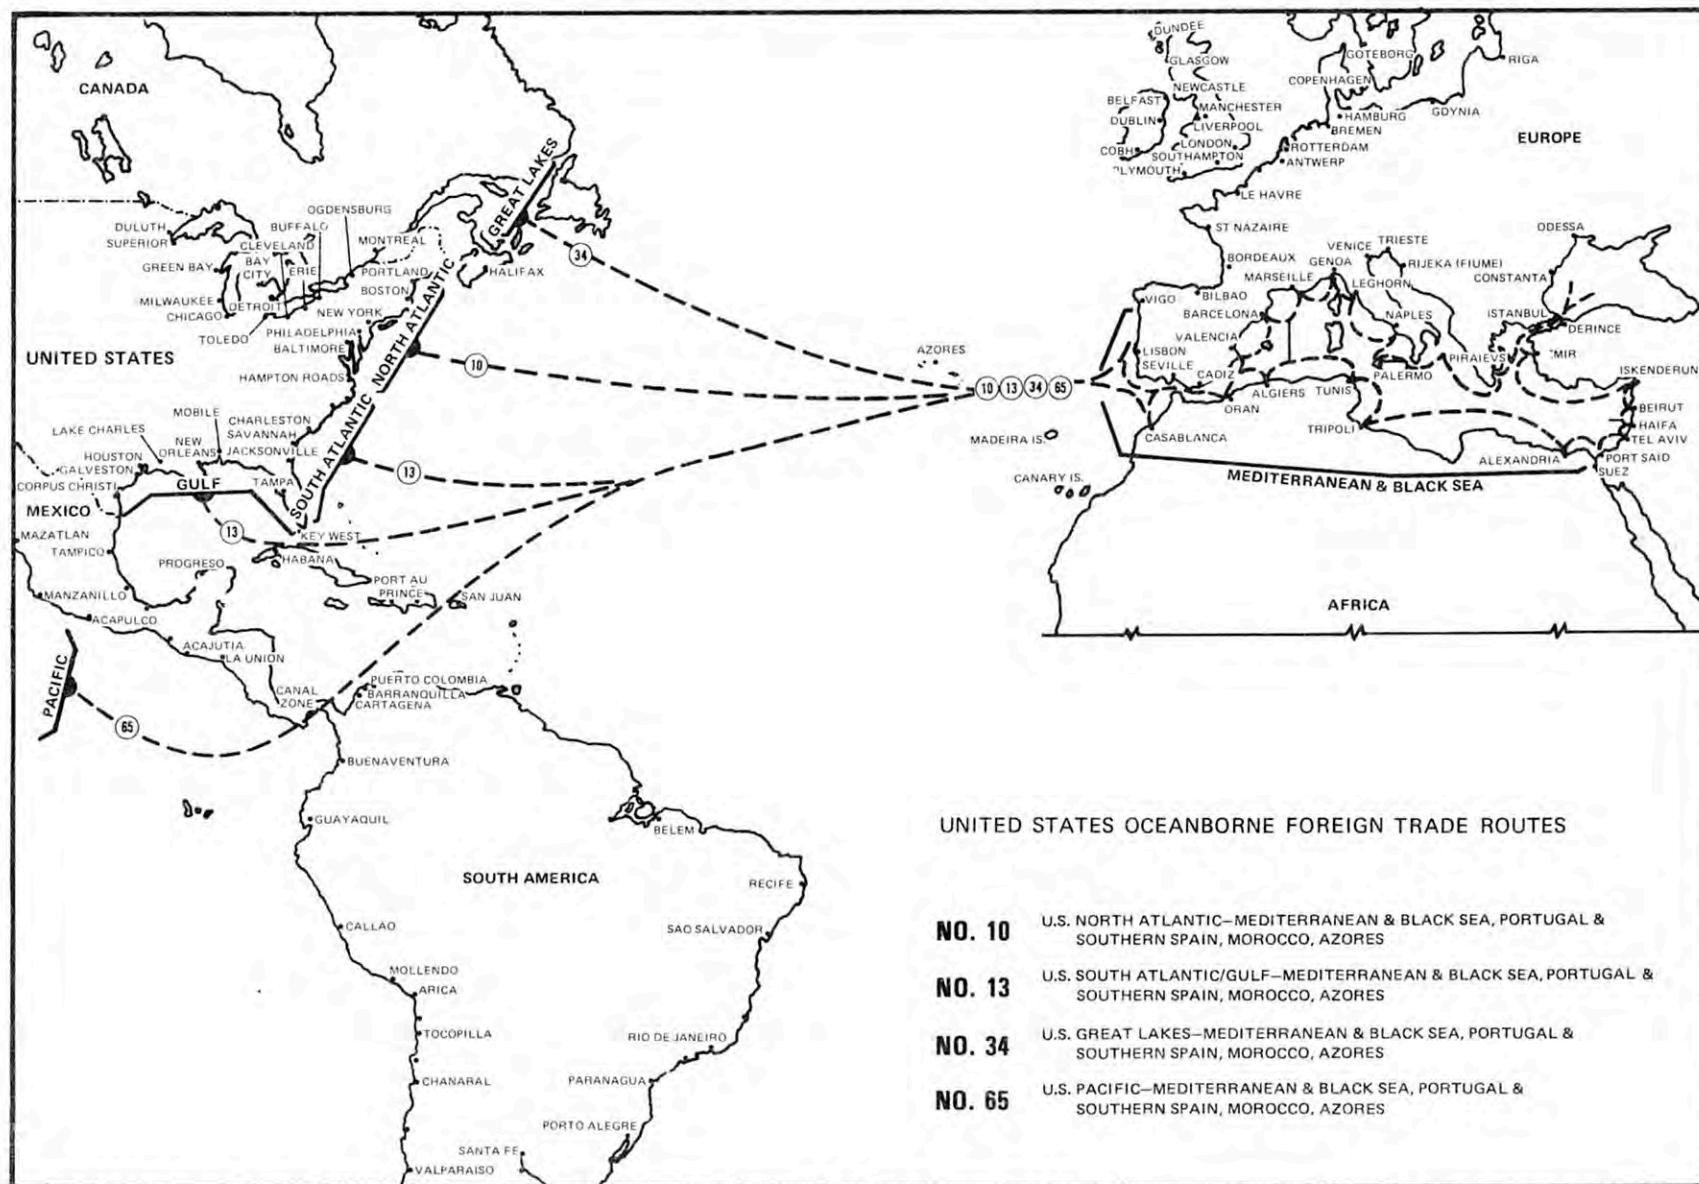 CANADA
GREAT LAKES
OGDENSBURG
DULUTH
SUPERIOR
BUFFALO
CLEVELAND
BAY
CITY
ERIE
MONTREAL
GREEN BAY
PORTLAND
BOSTON
HALIFAX
MILWAUKEE
DETROIT
CHICAGO
TOLEDO
NEW YORK
PHILADELPHIA
BALTIMORE
UNITED STATES
HAMPTON ROADS
NORTH ATLANTIC
SOUTH ATLANTIC
MOBILE
CHARLESTON
SAVANNAH
LAKE CHARLES
NEW
ORLEANS
JACKSONVILLE
HOUSTON
GALVESTON
CORPUS CHRISTI
GULF
TAMPA
MEXICO
KEY WEST
MAZATLAN
TAMPICO
HABANA
PROGRESO
PORT AU
PRINCE
SAN JUAN
MANZANILLO
ACAPULCO
ACAJUTIA
LA UNION
PACIFIC
CANAL
ZONE
PUERTO COLOMBIA
BARRANQUILLA
CARTAGENA
34
10
13
13
65
10 13 34 65
BUENAVENTURA
GUAYAQUIL
BELEM
SOUTH AMERICA
RECIFE
CALLAO
SAO SALVADOR
MOLLENDO
ARICA
TOCOPILLA
RIO DE JANEIRO
CHANARAL
PARANAGUA
PORTO ALEGRE
SANTA FE
VALPARAISO
DUNDEE
GLASGOW
NEWCASTLE
BELFAST
MANCHESTER
DUBLIN
LIVERPOOL
COBH
LONDON
SOUTHAMPTON
PLYMOUTH
GOTEBORG
RIGA
COPENHAGEN
HAMBURG
GDYNIA
BREMEN
EUROPE
ROTTERDAM
ANTWERP
LE HAVRE
ST NAZAIRE
BORDEAUX
VENICE
TRIESTE
ODESSA
GENOA
RIJEKA (FIUME)
MARSEILLE
LEGHORN
CONSTANTA
VIGO
BILBAO
BARCELONA
NAPLES
ISTANBUL
DERINCE
VALENCIA
AZORES
LISBON
SEVILLE
CADIZ
PIRAIEVS
MIR
PALERMO
ISKENDERUN
ALGIERS
TUNIS
ORAN
BEIRUT
HAIFA
TEL AVIV
MADEIRA IS.
CASABLANCA
TRIPOLI
ALEXANDRIA
PORT SAID
SUEZ
CANARY IS.
MEDITERRANEAN & BLACK SEA
AFRICA
UNITED STATES OCEANBORNE FOREIGN TRADE ROUTES
NO. 10 U.S. NORTH ATLANTIC–MEDITERRANEAN & BLACK SEA, PORTUGAL &
SOUTHERN SPAIN, MOROCCO, AZORES
NO. 13 U.S. SOUTH ATLANTIC/GULF–MEDITERRANEAN & BLACK SEA, PORTUGAL &
SOUTHERN SPAIN, MOROCCO, AZORES
NO. 34 U.S. GREAT LAKES–MEDITERRANEAN & BLACK SEA, PORTUGAL &
SOUTHERN SPAIN, MOROCCO, AZORES
NO. 65 U.S. PACIFIC–MEDITERRANEAN & BLACK SEA, PORTUGAL &
SOUTHERN SPAIN, MOROCCO, AZORES